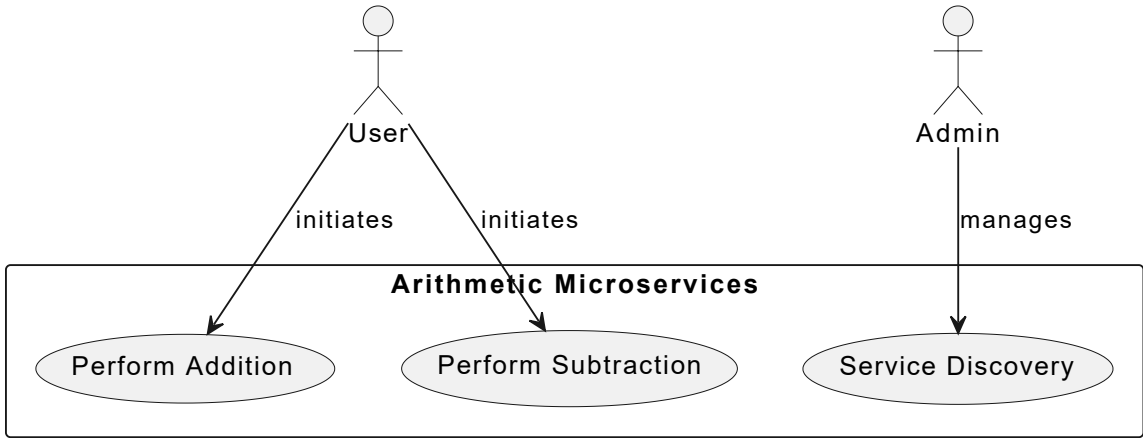 User
Admin
initiates
initiates
manages
Arithmetic Microservices
Perform Addition
Perform Subtraction
Service Discovery